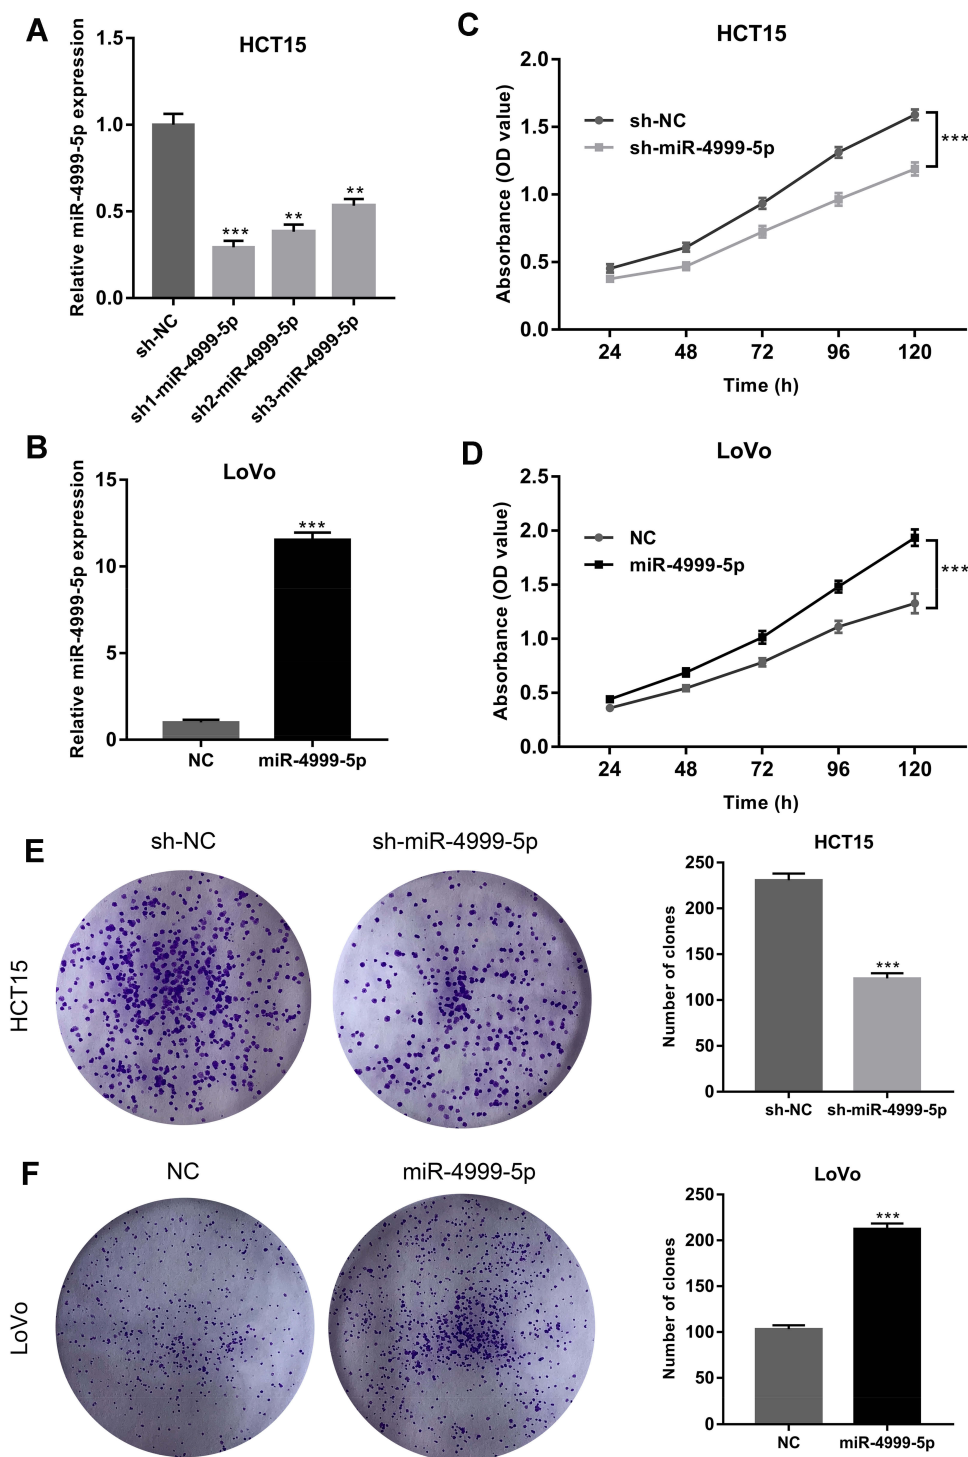 A
HCT15
Relative miR-4999-5p expression
1.5
1.0
0.5
0.0
***
**
**
sh-NC
sh1-miR-4999-5p
sh2-miR-4999-5p
sh3-miR-4999-5p
C
HCT15
Absorbance (OD value)
2.0
1.5
1.0
0.5
0.0
sh-NC
sh-miR-4999-5p
***
24 48 72 96 120
Time (h)
B
LoVo
Relative miR-4999-5p expression
15
10
5
0
***
NC miR-4999-5p
D
LoVo
Absorbance (OD value)
2.5
2.0
1.5
1.0
0.5
0.0
NC
miR-4999-5p
***
24 48 72 96 120
Time (h)
E
sh-NC sh-miR-4999-5p
HCT15
HCT15
Number of clones
250
200
150
100
50
0
***
sh-NC sh-miR-4999-5p
F
NC miR-4999-5p
LoVo
LoVo
Number of clones
250
200
150
100
50
0
***
NC miR-4999-5p